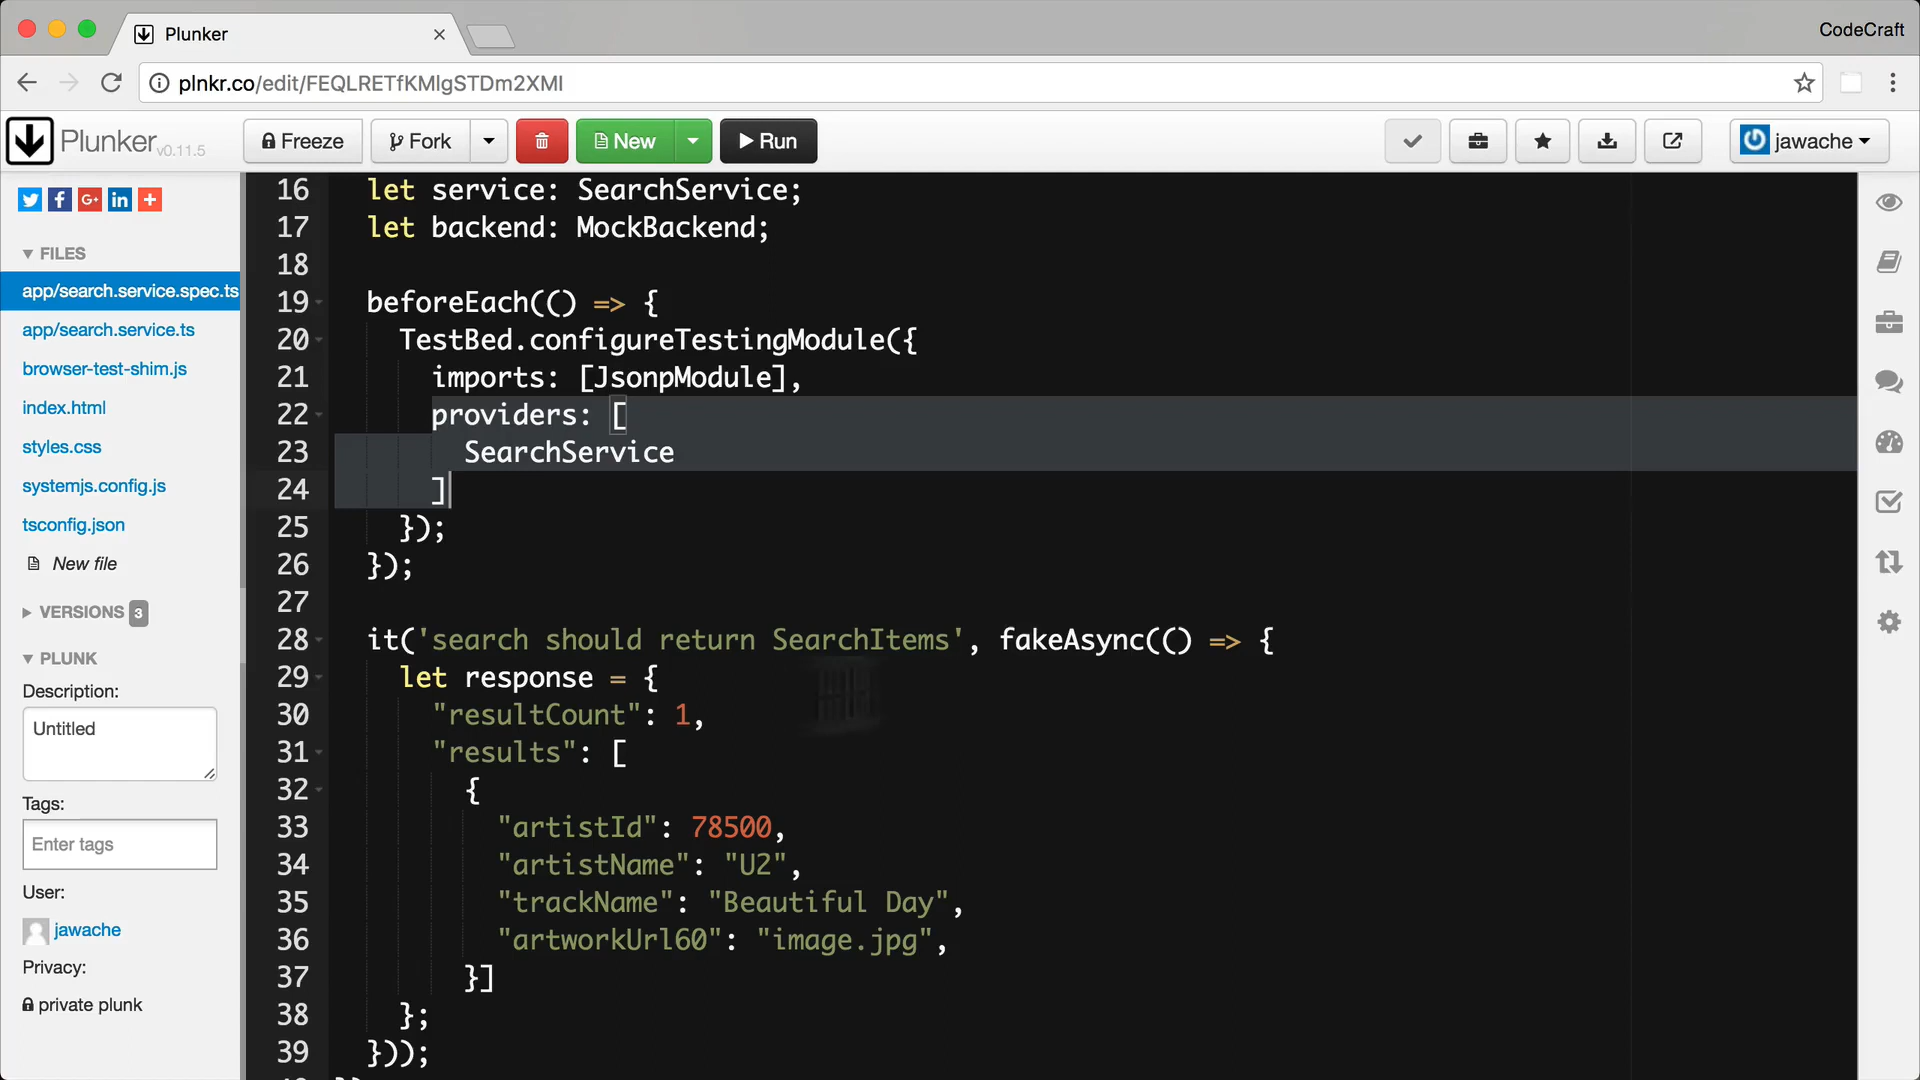 Plunker
CodeCraft
plnkr.co/edit/FEQLRETfKMlgSTDm2XMI
Plunker v0.11.5
Freeze
Fork
New
Run
jawache
FILES
app/search.service.spec.ts
app/search.service.ts
browser-test-shim.js
index.html
styles.css
systemjs.config.js
tsconfig.json
New file
VERSIONS 3
PLUNK
Description:
Untitled
Tags:
Enter tags
User:
jawache
Privacy:
private plunk
16 let service: SearchService;
17 let backend: MockBackend;
18
19 beforeEach(() => {
20 TestBed.configureTestingModule({
21 imports: [JsonpModule],
22 providers: [
23 SearchService
24 ]
25 });
26 });
27
28 it('search should return SearchItems', fakeAsync(() => {
29 let response = {
30 "resultCount": 1,
31 "results": [
32 {
33 "artistId": 78500,
34 "artistName": "U2",
35 "trackName": "Beautiful Day",
36 "artworkUrl60": "image.jpg",
37 }]
38 };
39 }));